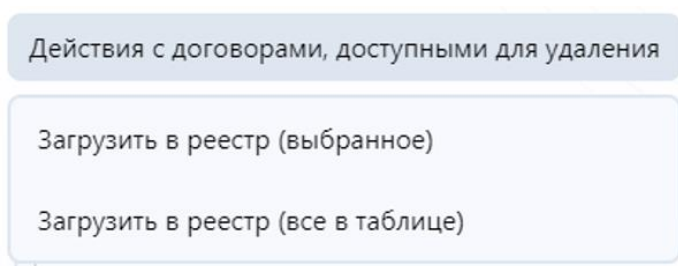 Действия с договорами, доступными для удаления
Загрузить в реестр (выбранное)
Загрузить в реестр (все в таблице)